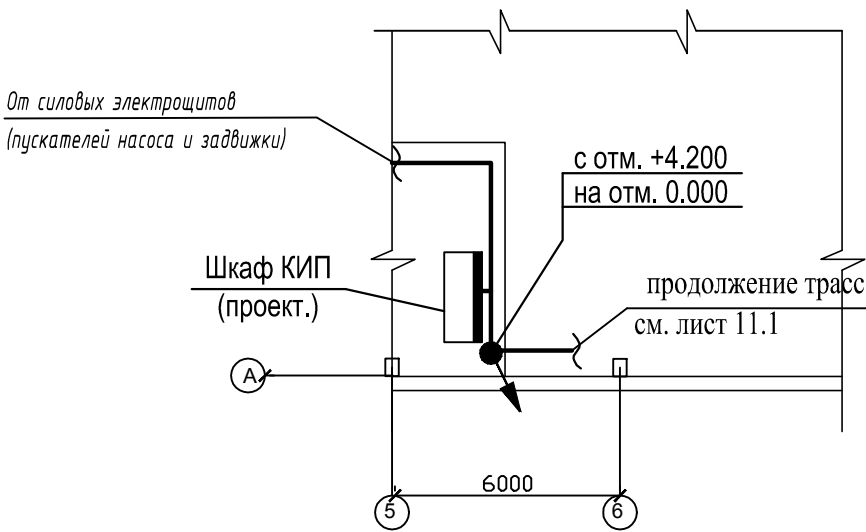 От силовых электрощитов
(пускателей насоса и задвижки)
с отм. +4.200
на отм. 0.000
Шкаф КИП
(проект.)
продолжение трасс
см. лист 11.1
А
6000
5
6